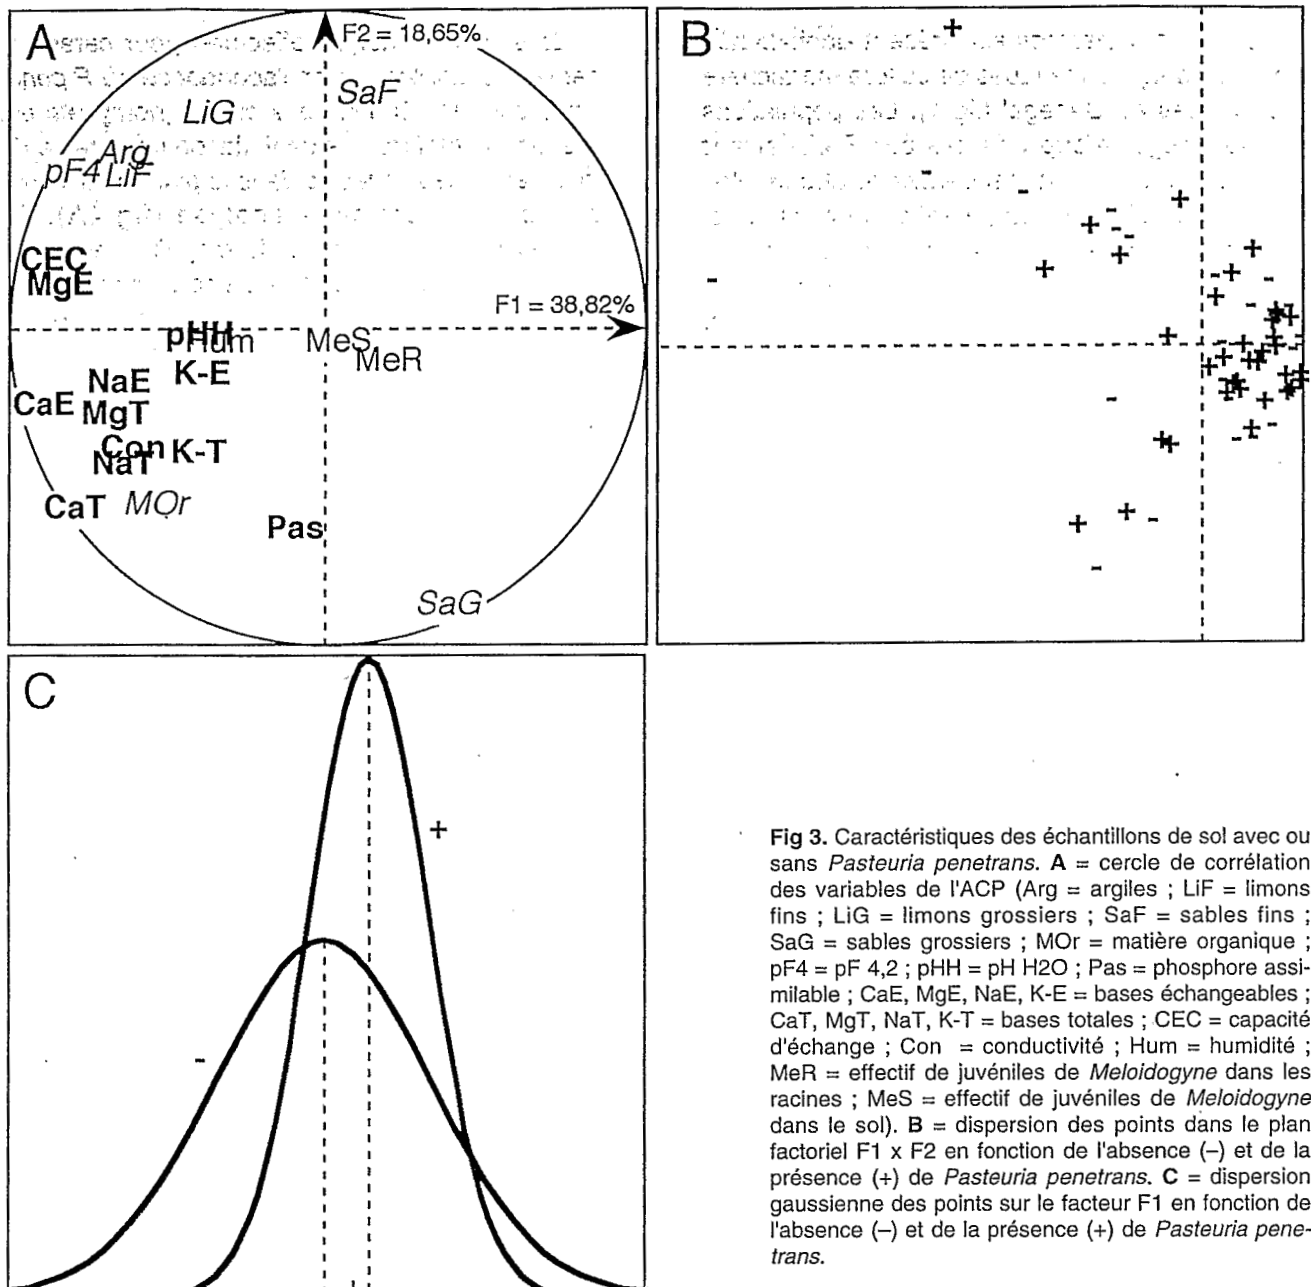 A
F2 = 18,65%
SaF
LiG
Arg
pF4
LiF
CEC
MgE
F1 = 38,82%
pHH
Hum
MeS
MeR
K-E
NaE
CaE
MgT
Con
K-T
NaT
CaT
MOr
Pas
SaG
B
C
+
-
Fig 3. Caractéristiques des échantillons de sol avec ou
sans Pasteuria penetrans. A = cercle de corrélation
des variables de l'ACP (Arg = argiles ; LiF = limons
fins ; LiG = limons grossiers ; SaF = sables fins ;
SaG = sables grossiers ; MOr = matière organique ;
pF4 = pF 4,2 ; pHH = pH H2O ; Pas = phosphore assi-
milable ; CaE, MgE, NaE, K-E = bases échangeables ;
CaT, MgT, NaT, K-T = bases totales ; CEC = capacité
d'échange ; Con = conductivité ; Hum = humidité ;
MeR = effectif de juvéniles de Meloidogyne dans les
racines ; MeS = effectif de juvéniles de Meloidogyne
dans le sol). B = dispersion des points dans le plan
factoriel F1 x F2 en fonction de l'absence (–) et de la
présence (+) de Pasteuria penetrans. C = dispersion
gaussienne des points sur le facteur F1 en fonction de
l'absence (–) et de la présence (+) de Pasteuria pene-
trans.